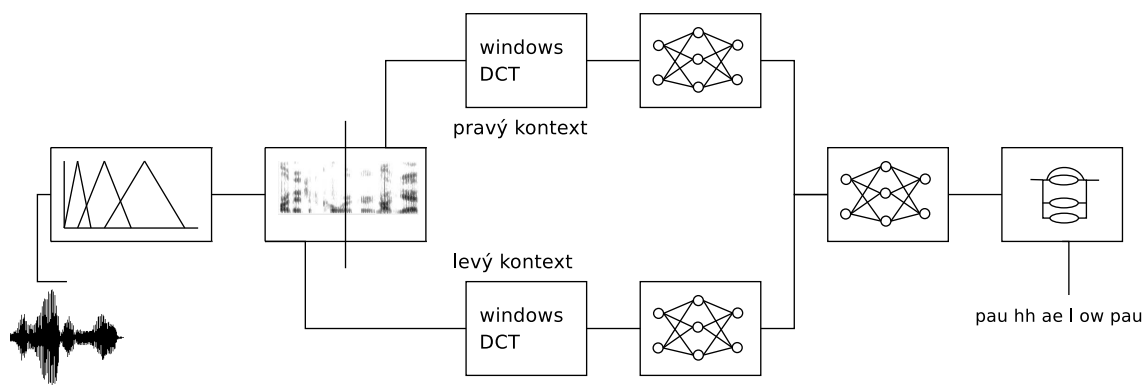 windows
DCT
pravý kontext
levý kontext
windows
DCT
pau hh ae l ow pau